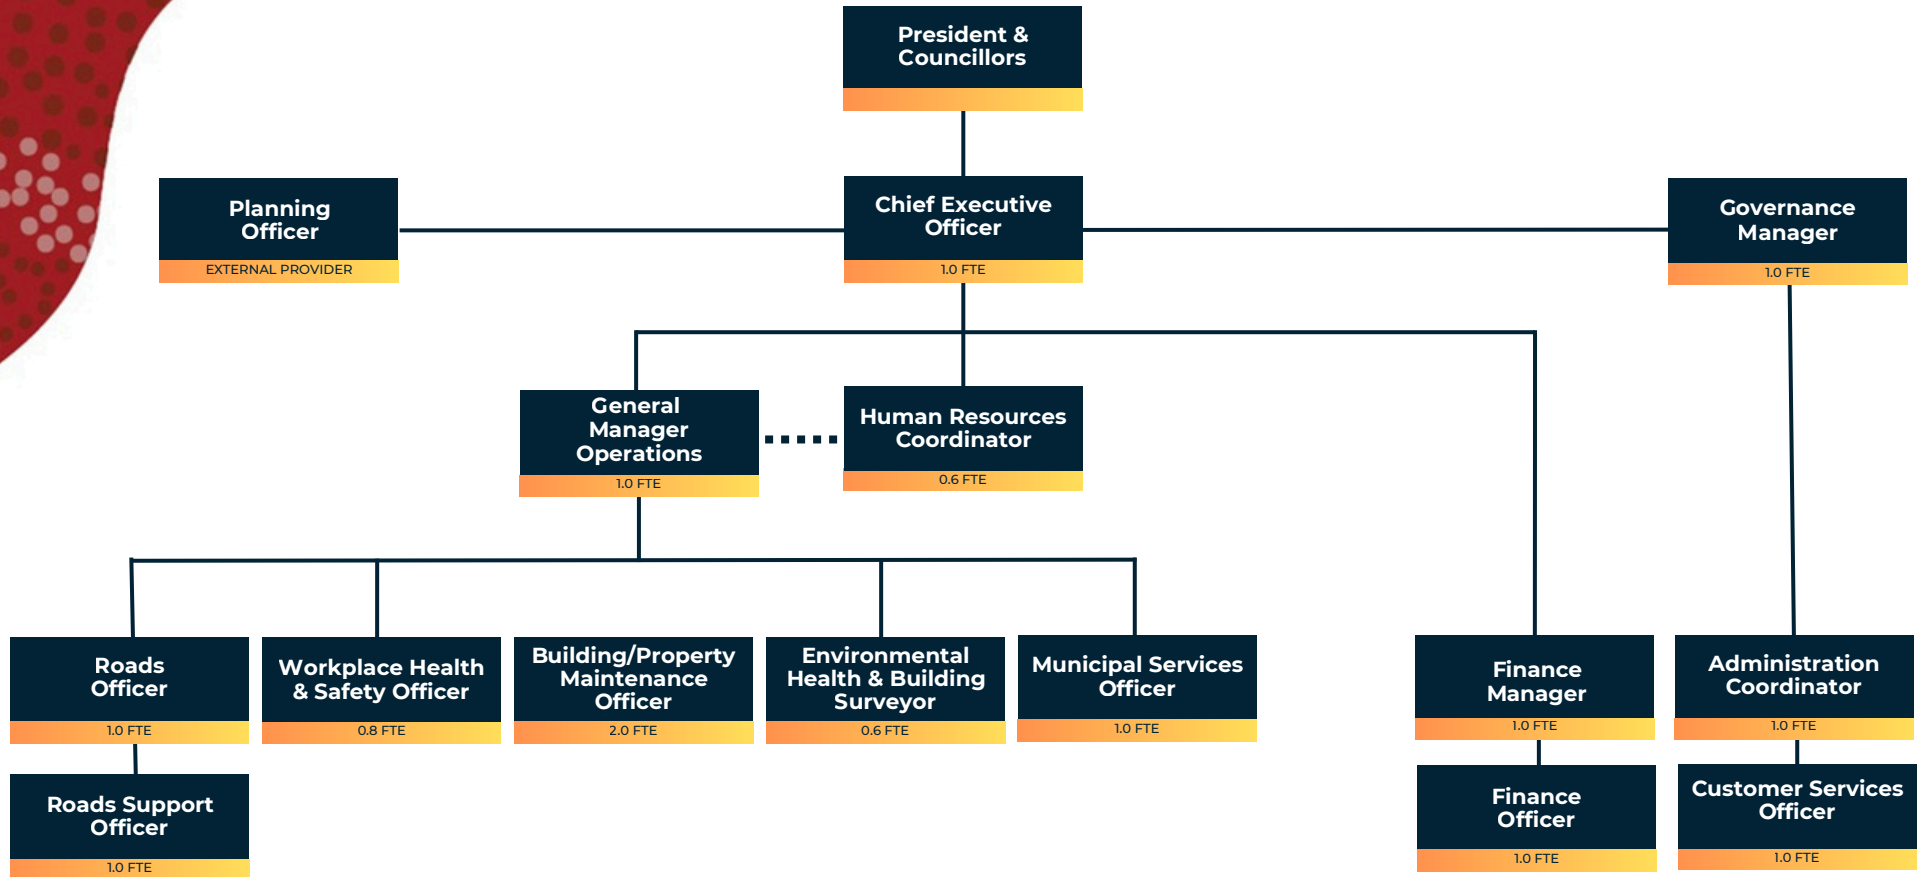 President &
Councillors
Planning
Officer
EXTERNAL PROVIDER
Chief Executive
Officer
1.0 FTE
Governance
Manager
1.0 FTE
General
Manager
Operations
1.0 FTE
Human Resources
Coordinator
0.6 FTE
Roads
Officer
1.0 FTE
Workplace Health
& Safety Officer
0.8 FTE
Building/Property
Maintenance
Officer
2.0 FTE
Environmental
Health & Building
Surveyor
0.6 FTE
Municipal Services
Officer
1.0 FTE
Finance
Manager
1.0 FTE
Administration
Coordinator
1.0 FTE
Roads Support
Officer
1.0 FTE
Finance
Officer
1.0 FTE
Customer Services
Officer
1.0 FTE